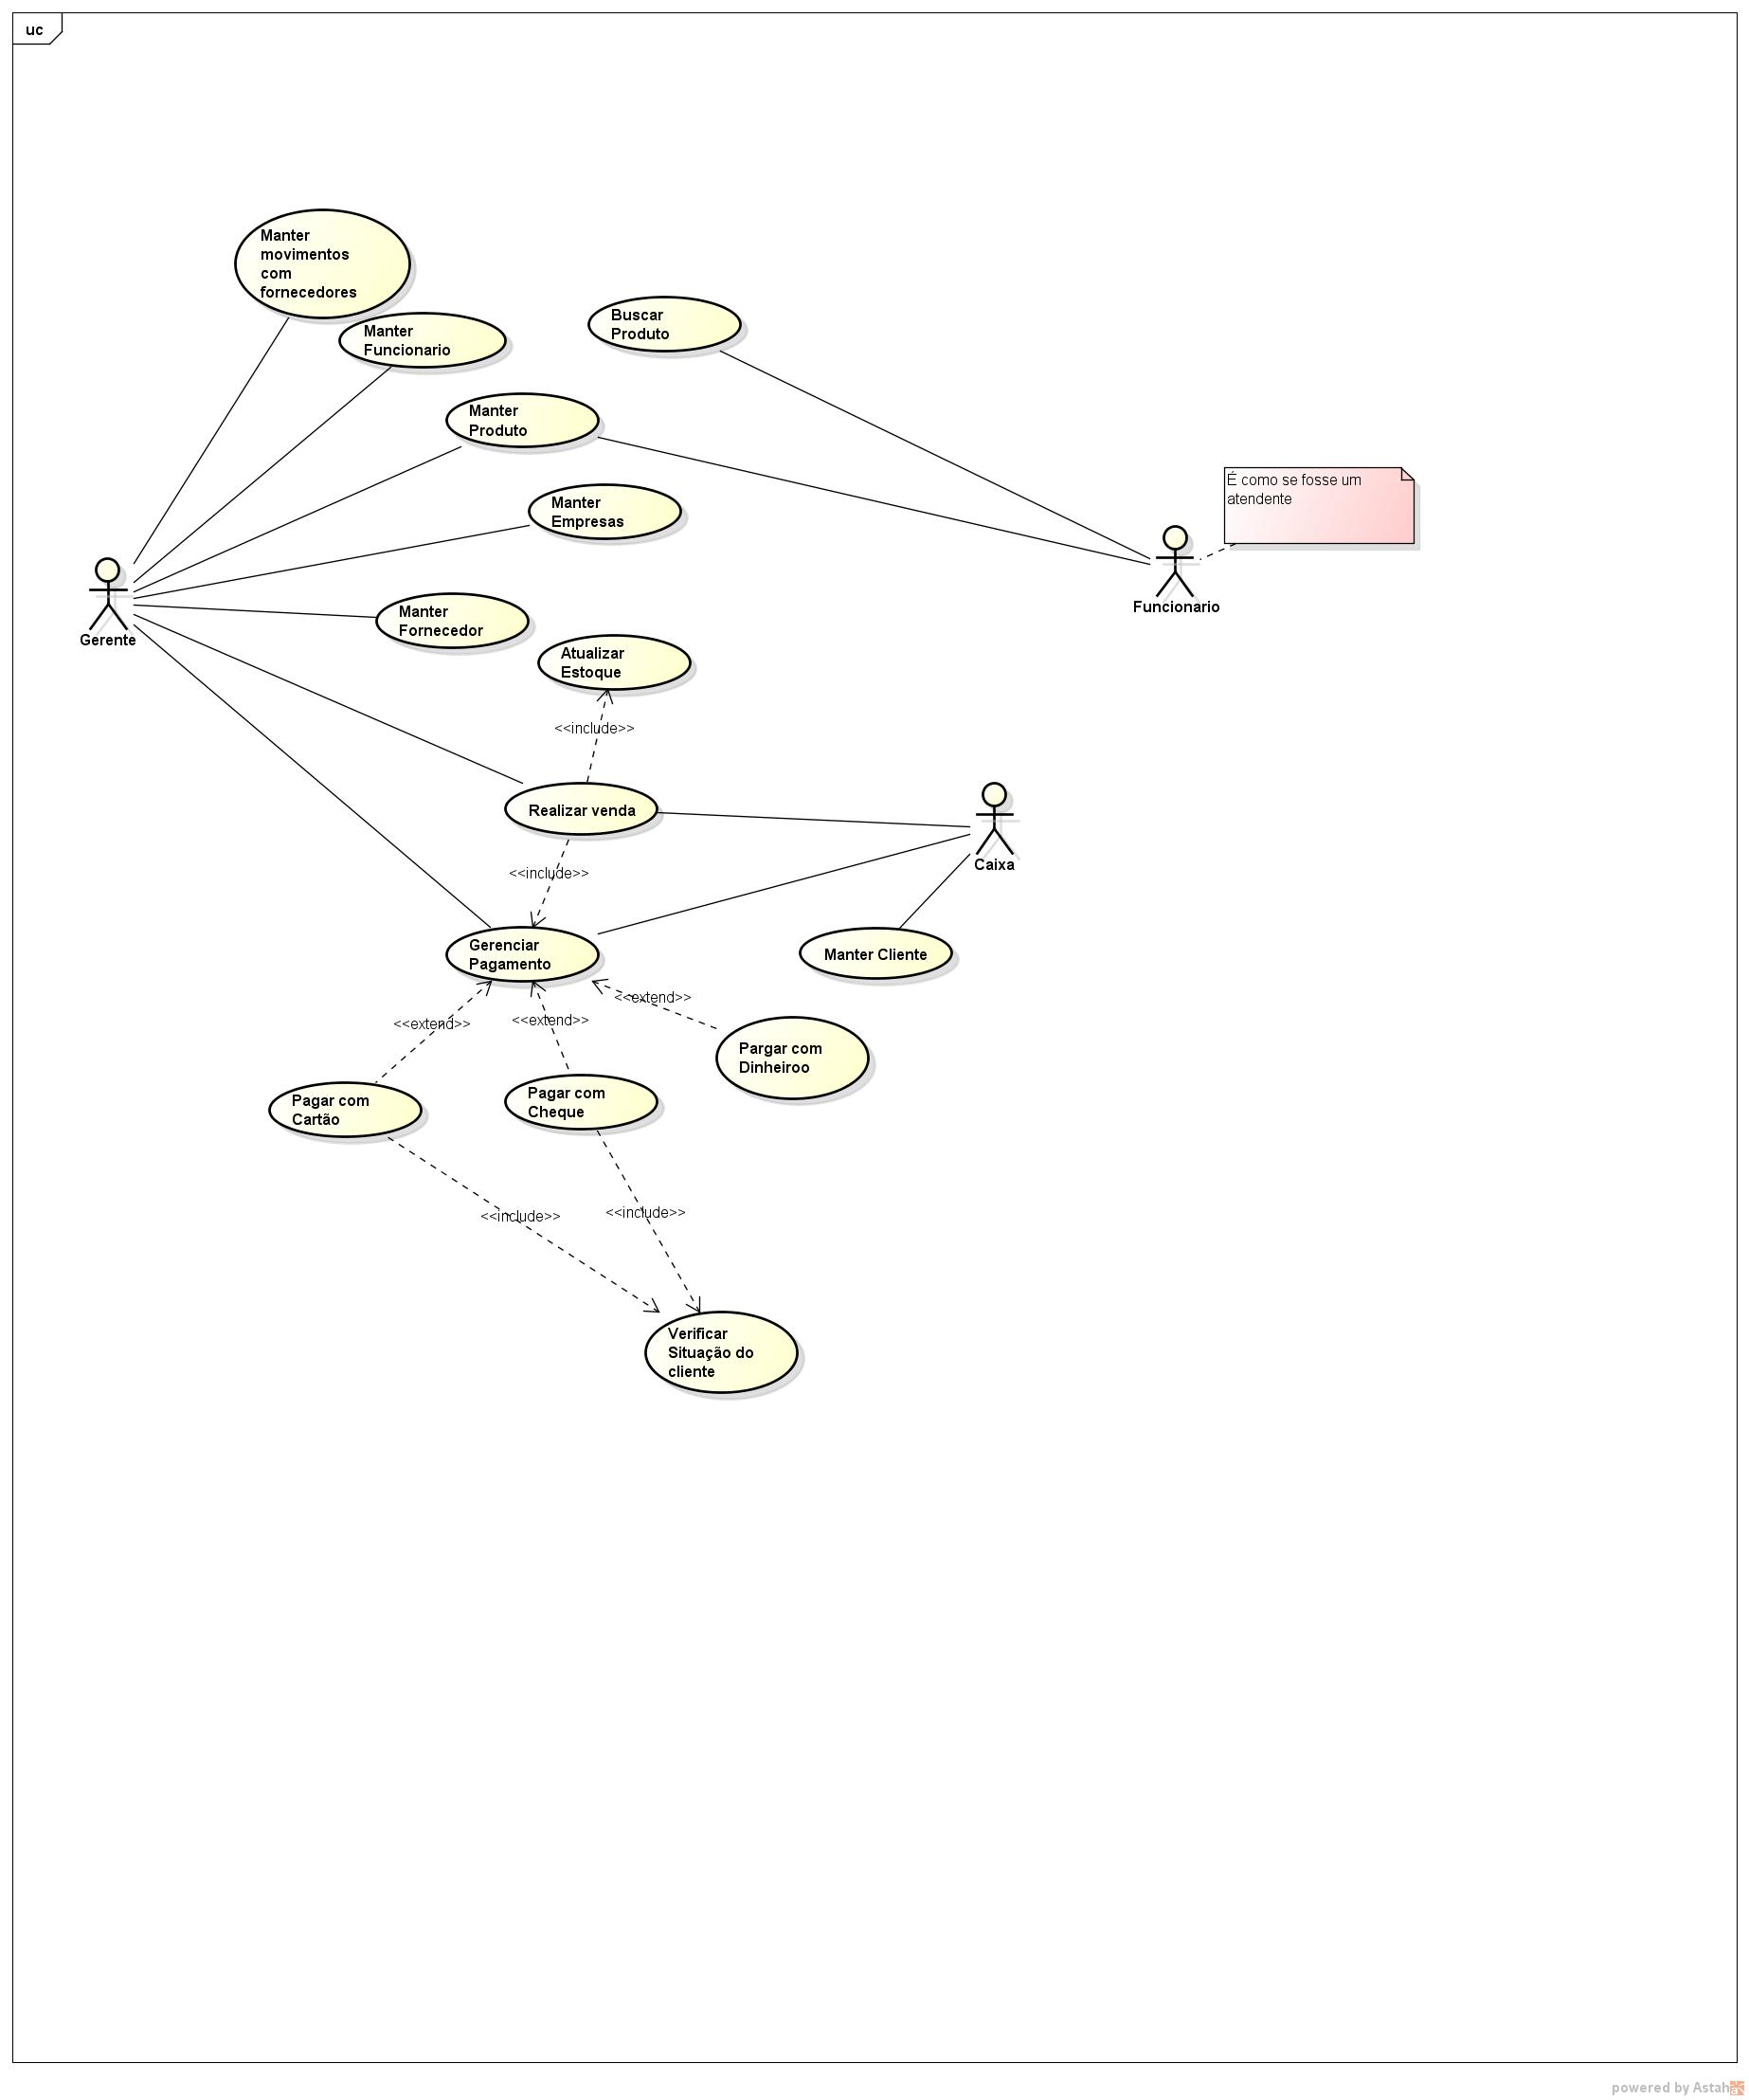 uc
Manter
movimentos
com
fornecedores
Manter
Funcionario
Buscar
Produto
Manter
Produto
Manter
Empresas
É como se fosse um
atendente
Funcionario
Gerente
Manter
Fornecedor
Atualizar
Estoque
<<include>>
Realizar venda
Caixa
<<include>>
Gerenciar
Pagamento
Manter Cliente
<<extend>>
<<extend>>
<<extend>>
Pargar com
Dinheiroo
Pagar com
Cartão
Pagar com
Cheque
<<include>>
<<include>>
Verificar
Situação do
cliente
powered by Astah